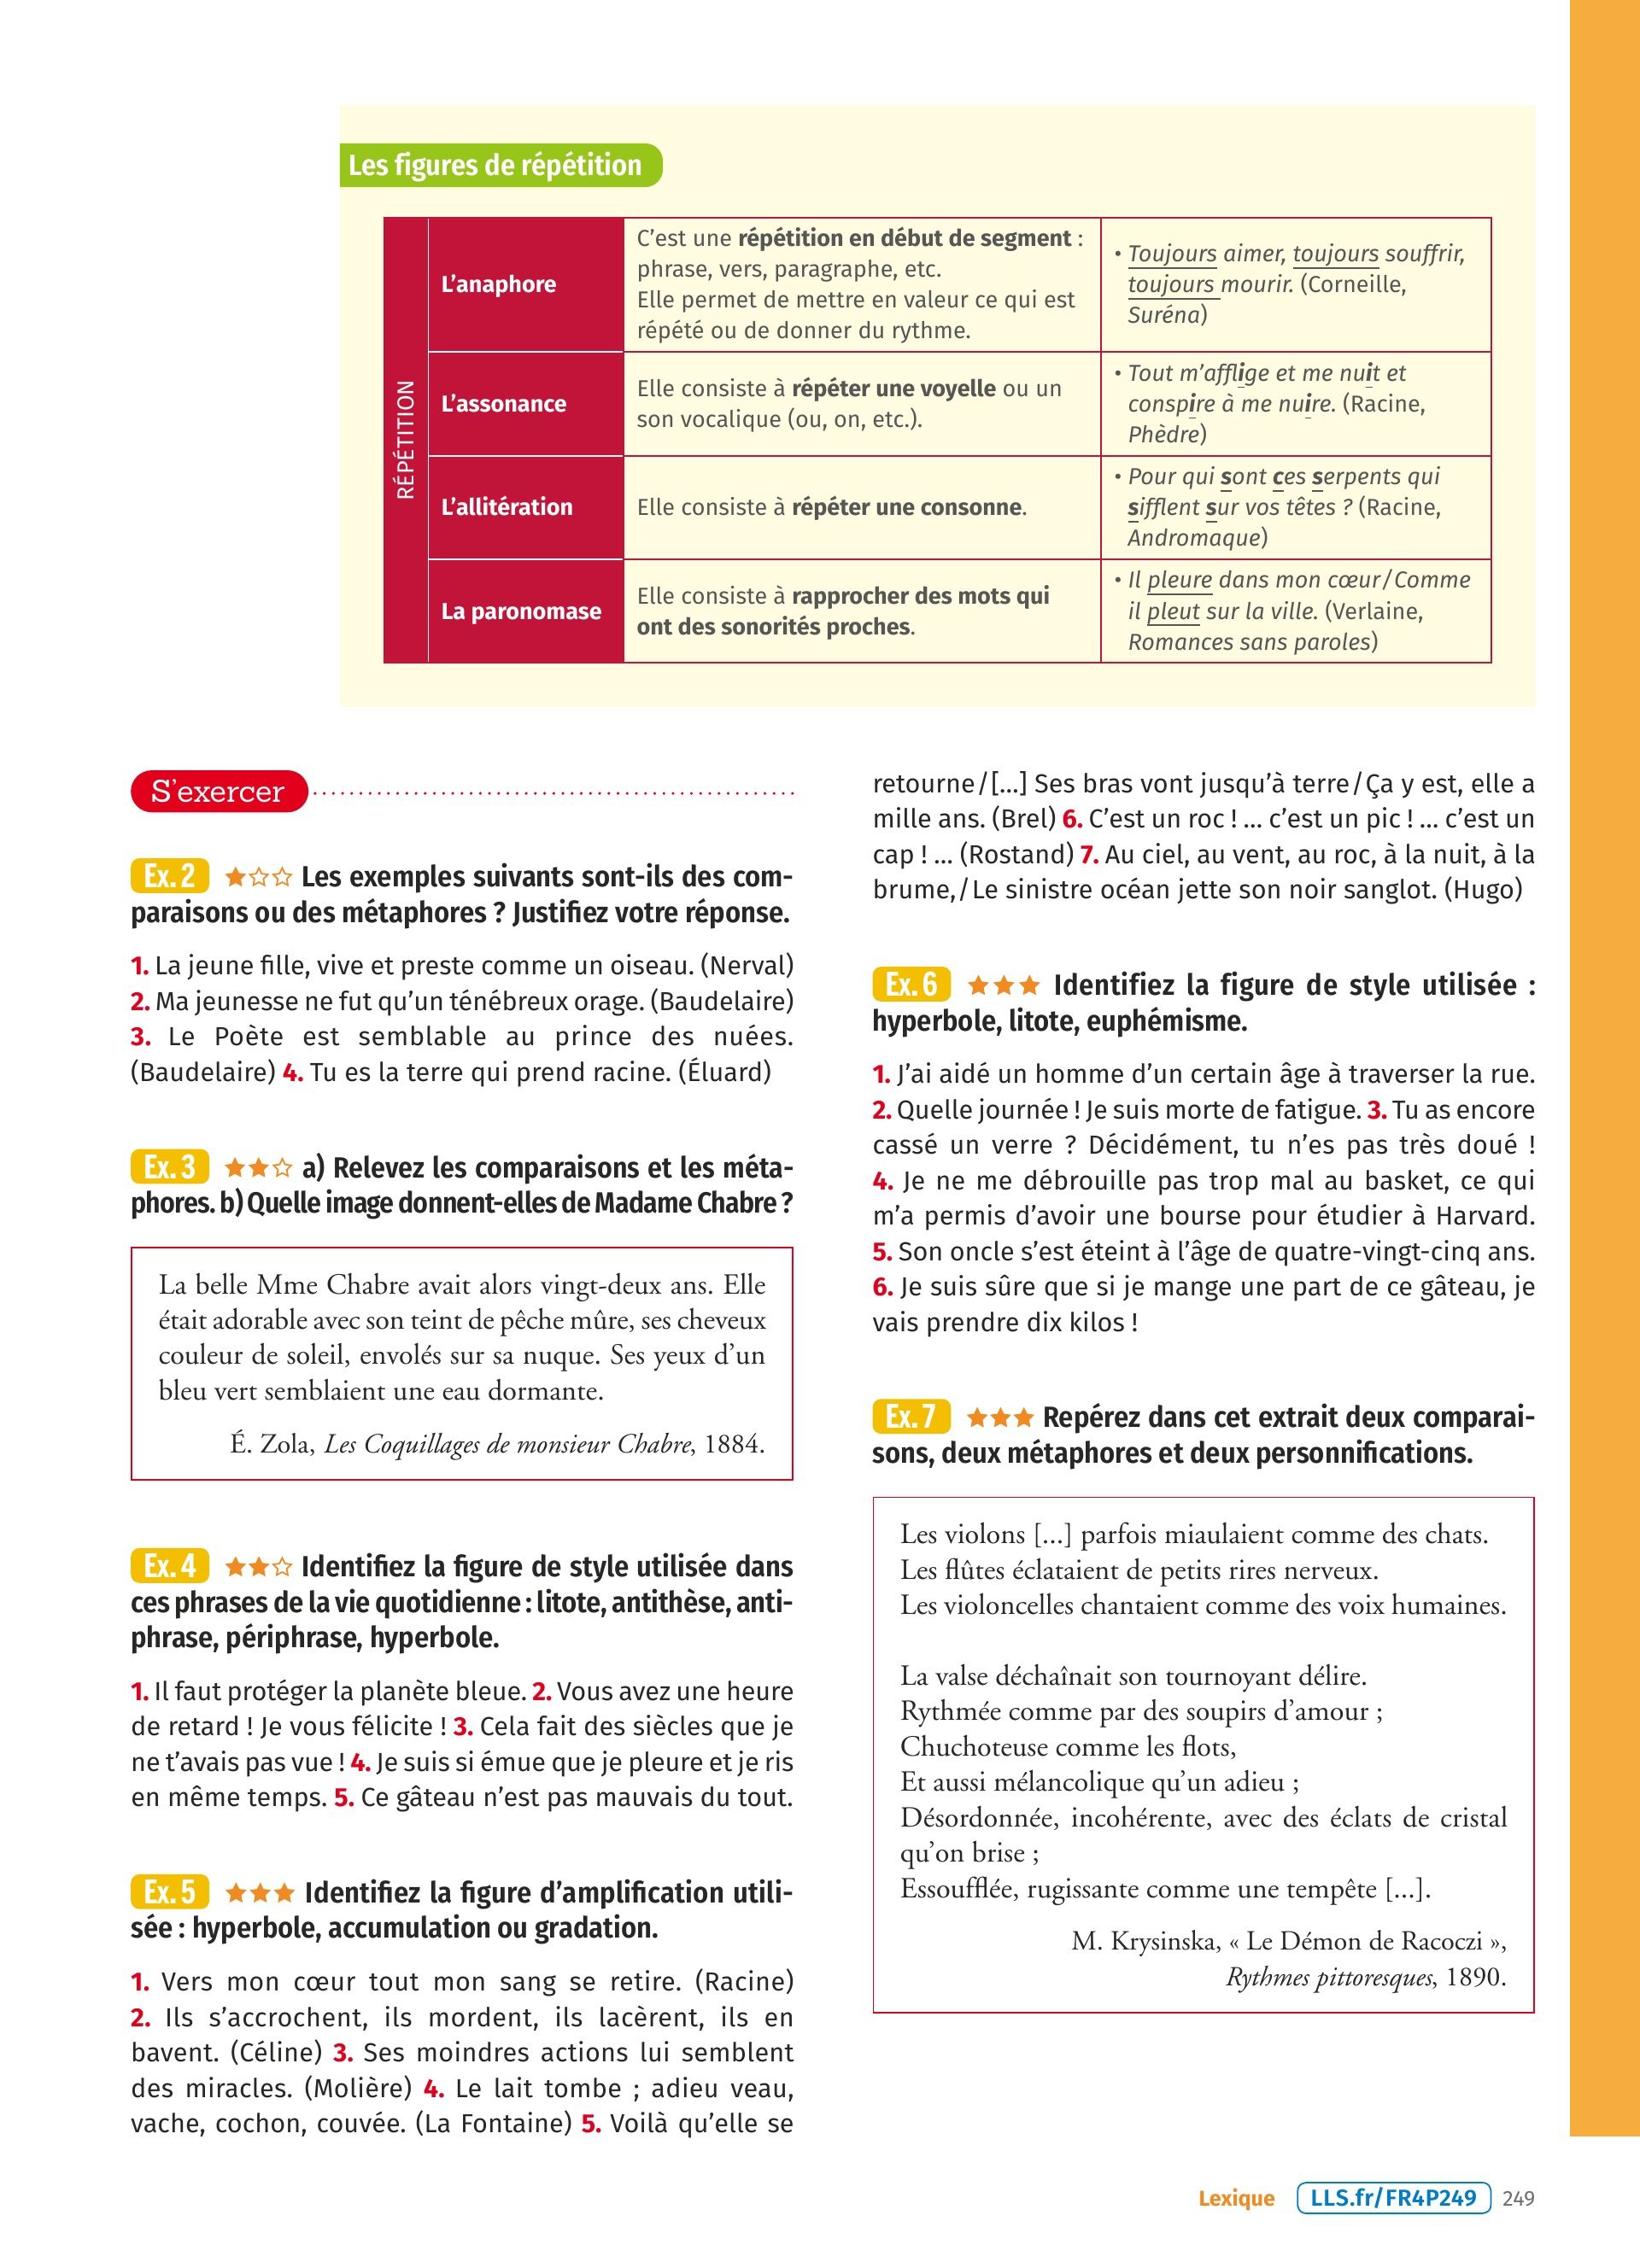 Les figures de répétition
RÉPÉTITION
L'anaphore
C'est une répétition en début de segment :
phrase, vers, paragraphe, etc.
Elle permet de mettre en valeur ce qui est
répété ou de donner du rythme.
• Toujours aimer, toujours souffrir,
toujours mourir. (Corneille,
Suréna)
L'assonance
Elle consiste à répéter une voyelle ou un
son vocalique (ou, on, etc.).
• Tout m'afflige et me nuit et
conspire à me nuire. (Racine,
Phèdre)
L'allitération
Elle consiste à répéter une consonne.
• Pour qui sont ces serpents qui
sifflent sur vos têtes ? (Racine,
Andromaque)
La paronomase
Elle consiste à rapprocher des mots qui
ont des sonorités proches.
• Il pleure dans mon cœur/Comme
il pleut sur la ville. (Verlaine,
Romances sans paroles)
S'exercer
Ex. 2 ★☆☆ Les exemples suivants sont-ils des com-
paraisons ou des métaphores ? Justifiez votre réponse.
1. La jeune fille, vive et preste comme un oiseau. (Nerval)
2. Ma jeunesse ne fut qu'un ténébreux orage. (Baudelaire)
3. Le Poète est semblable au prince des nuées.
(Baudelaire) 4. Tu es la terre qui prend racine. (Éluard)
Ex. 3 ★★☆ a) Relevez les comparaisons et les méta-
phores. b) Quelle image donnent-elles de Madame Chabre ?
La belle Mme Chabre avait alors vingt-deux ans. Elle
était adorable avec son teint de pêche mûre, ses cheveux
couleur de soleil, envolés sur sa nuque. Ses yeux d'un
bleu vert semblaient une eau dormante.
É. Zola, Les Coquillages de monsieur Chabre, 1884.
Ex. 4 ★★☆ Identifiez la figure de style utilisée dans
ces phrases de la vie quotidienne : litote, antithèse, anti-
phrase, périphrase, hyperbole.
1. Il faut protéger la planète bleue. 2. Vous avez une heure
de retard ! Je vous félicite ! 3. Cela fait des siècles que je
ne t'avais pas vue ! 4. Je suis si émue que je pleure et je ris
en même temps. 5. Ce gâteau n'est pas mauvais du tout.
Ex. 5 ★★★ Identifiez la figure d'amplification utili-
sée : hyperbole, accumulation ou gradation.
1. Vers mon cœur tout mon sang se retire. (Racine)
2. Ils s'accrochent, ils mordent, ils lacèrent, ils en
bavent. (Céline) 3. Ses moindres actions lui semblent
des miracles. (Molière) 4. Le lait tombe ; adieu veau,
vache, cochon, couvée. (La Fontaine) 5. Voilà qu'elle se
retourne/[...] Ses bras vont jusqu'à terre/Ça y est, elle a
mille ans. (Brel) 6. C'est un roc ! ... c'est un pic ! ... c'est un
cap ! ... (Rostand) 7. Au ciel, au vent, au roc, à la nuit, à la
brume,/Le sinistre océan jette son noir sanglot. (Hugo)
Ex. 6 ★★★ Identifiez la figure de style utilisée :
hyperbole, litote, euphémisme.
1. J'ai aidé un homme d'un certain âge à traverser la rue.
2. Quelle journée ! Je suis morte de fatigue. 3. Tu as encore
cassé un verre ? Décidément, tu n'es pas très doué !
4. Je ne me débrouille pas trop mal au basket, ce qui
m'a permis d'avoir une bourse pour étudier à Harvard.
5. Son oncle s'est éteint à l'âge de quatre-vingt-cinq ans.
6. Je suis sûre que si je mange une part de ce gâteau, je
vais prendre dix kilos !
Ex. 7 ★★★ Repérez dans cet extrait deux comparai-
sons, deux métaphores et deux personnifications.
Les violons [...] parfois miaulaient comme des chats.
Les flûtes éclataient de petits rires nerveux.
Les violoncelles chantaient comme des voix humaines.
La valse déchaînait son tournoyant délire.
Rythmée comme par des soupirs d'amour ;
Chuchoteuse comme les flots,
Et aussi mélancolique qu'un adieu ;
Désordonnée, incohérente, avec des éclats de cristal
qu'on brise ;
Essoufflée, rugissante comme une tempête [...].
M. Krysinska, « Le Démon de Racoczi »,
Rythmes pittoresques, 1890.
Lexique LLS.fr/FR4P249 249